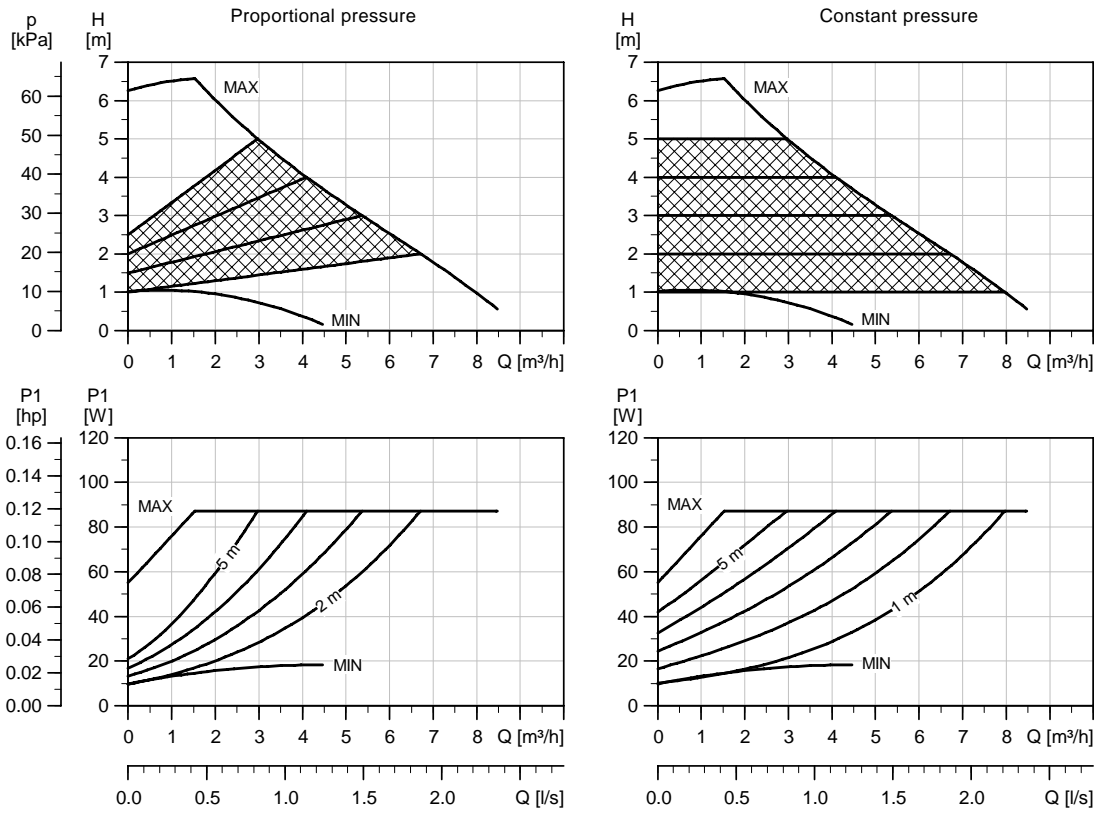 Proportional pressure
p
[kPa]
H
[m]
7
6
5
4
3
2
1
0
60
50
40
30
20
10
0
MAX
MIN
0 1 2 3 4 5 6 7 8 Q [m³/h]
Constant pressure
H
[m]
7
6
5
4
3
2
1
0
MAX
MIN
0 1 2 3 4 5 6 7 8 Q [m³/h]
P1
[hp]
P1
[W]
0.16
0.14
0.12
0.10
0.08
0.06
0.04
0.02
0.00
120
100
80
60
40
20
0
MAX
5 m
2 m
MIN
0 1 2 3 4 5 6 7 8 Q [m³/h]
0.0 0.5 1.0 1.5 2.0 Q [l/s]
P1
[W]
120
100
80
60
40
20
0
MAX
5 m
1 m
MIN
0 1 2 3 4 5 6 7 8 Q [m³/h]
0.0 0.5 1.0 1.5 2.0 Q [l/s]